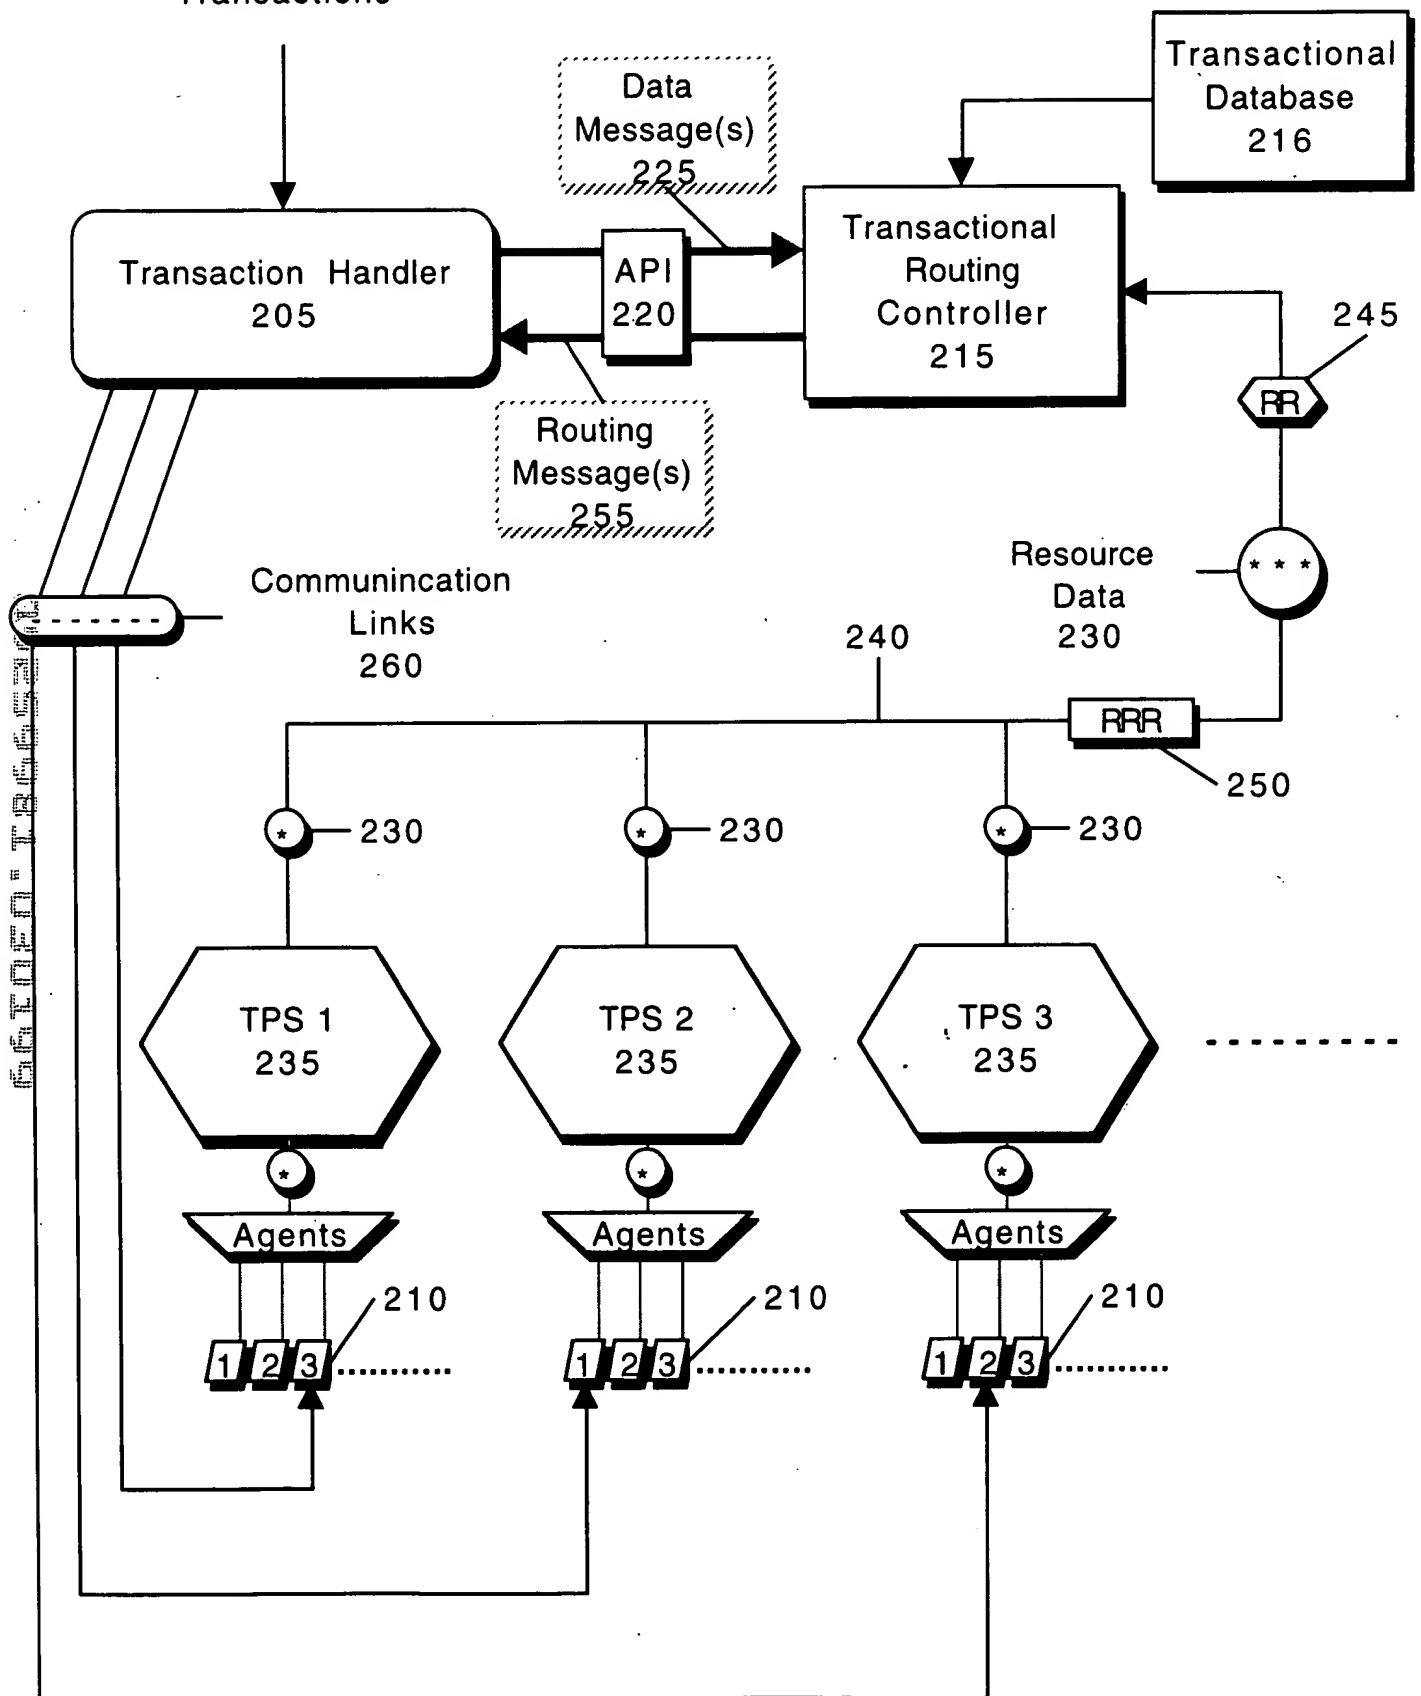 Transactions
Transactional
Database
216
Data
Message(s)
225
Transaction Handler
205
API
220
Transactional
Routing
Controller
215
245
RR
Routing
Message(s)
255
Communincation
Links
260
Resource
Data
230
* * *
240
RRR
250
*
230
*
230
*
230
TPS 1
235
TPS 2
235
TPS 3
235
*
*
*
Agents
Agents
Agents
210
210
210
1 2 3
1 2 3
1 2 3